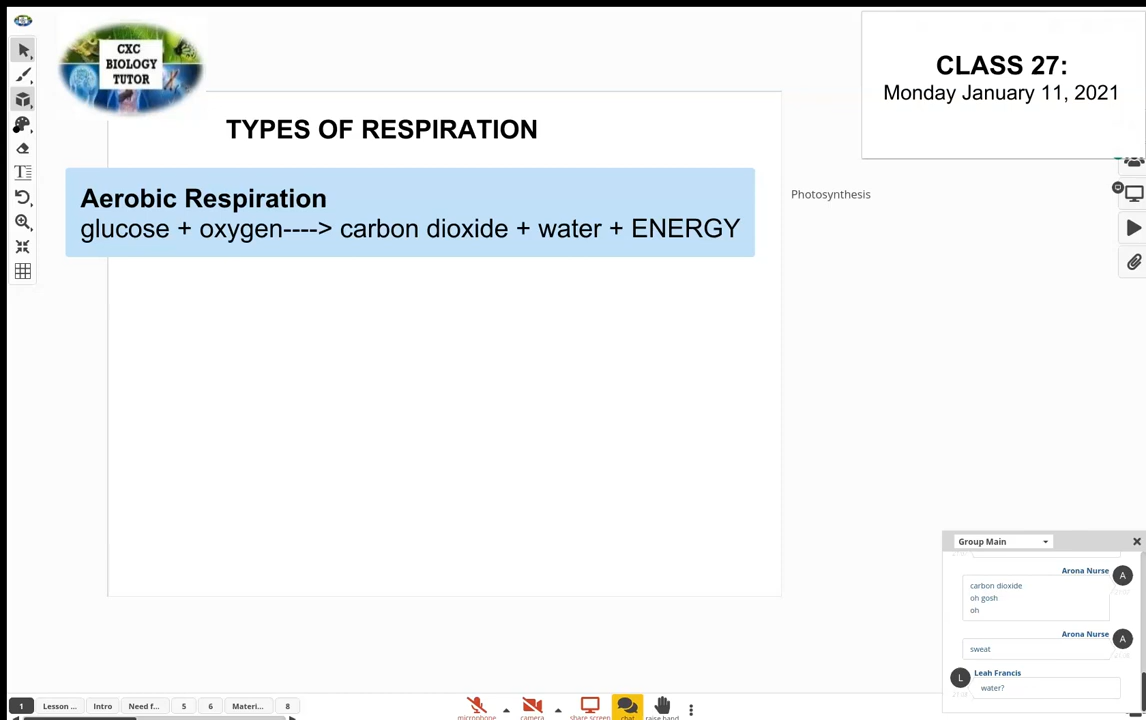 CXC
BIOLOGY
TUTOR
CLASS 27:
Monday January 11, 2021
TYPES OF RESPIRATION
Aerobic Respiration
glucose + oxygen----> carbon dioxide + water + ENERGY
Photosynthesis
Group Main
Arona Nurse
A
carbon dioxide
oh gosh
oh
Arona Nurse
A
sweat
Leah Francis
L
water?
1 Lesson ... Intro Need f... 5 6 Materi... 8
microphone camera share screen chat raise hand